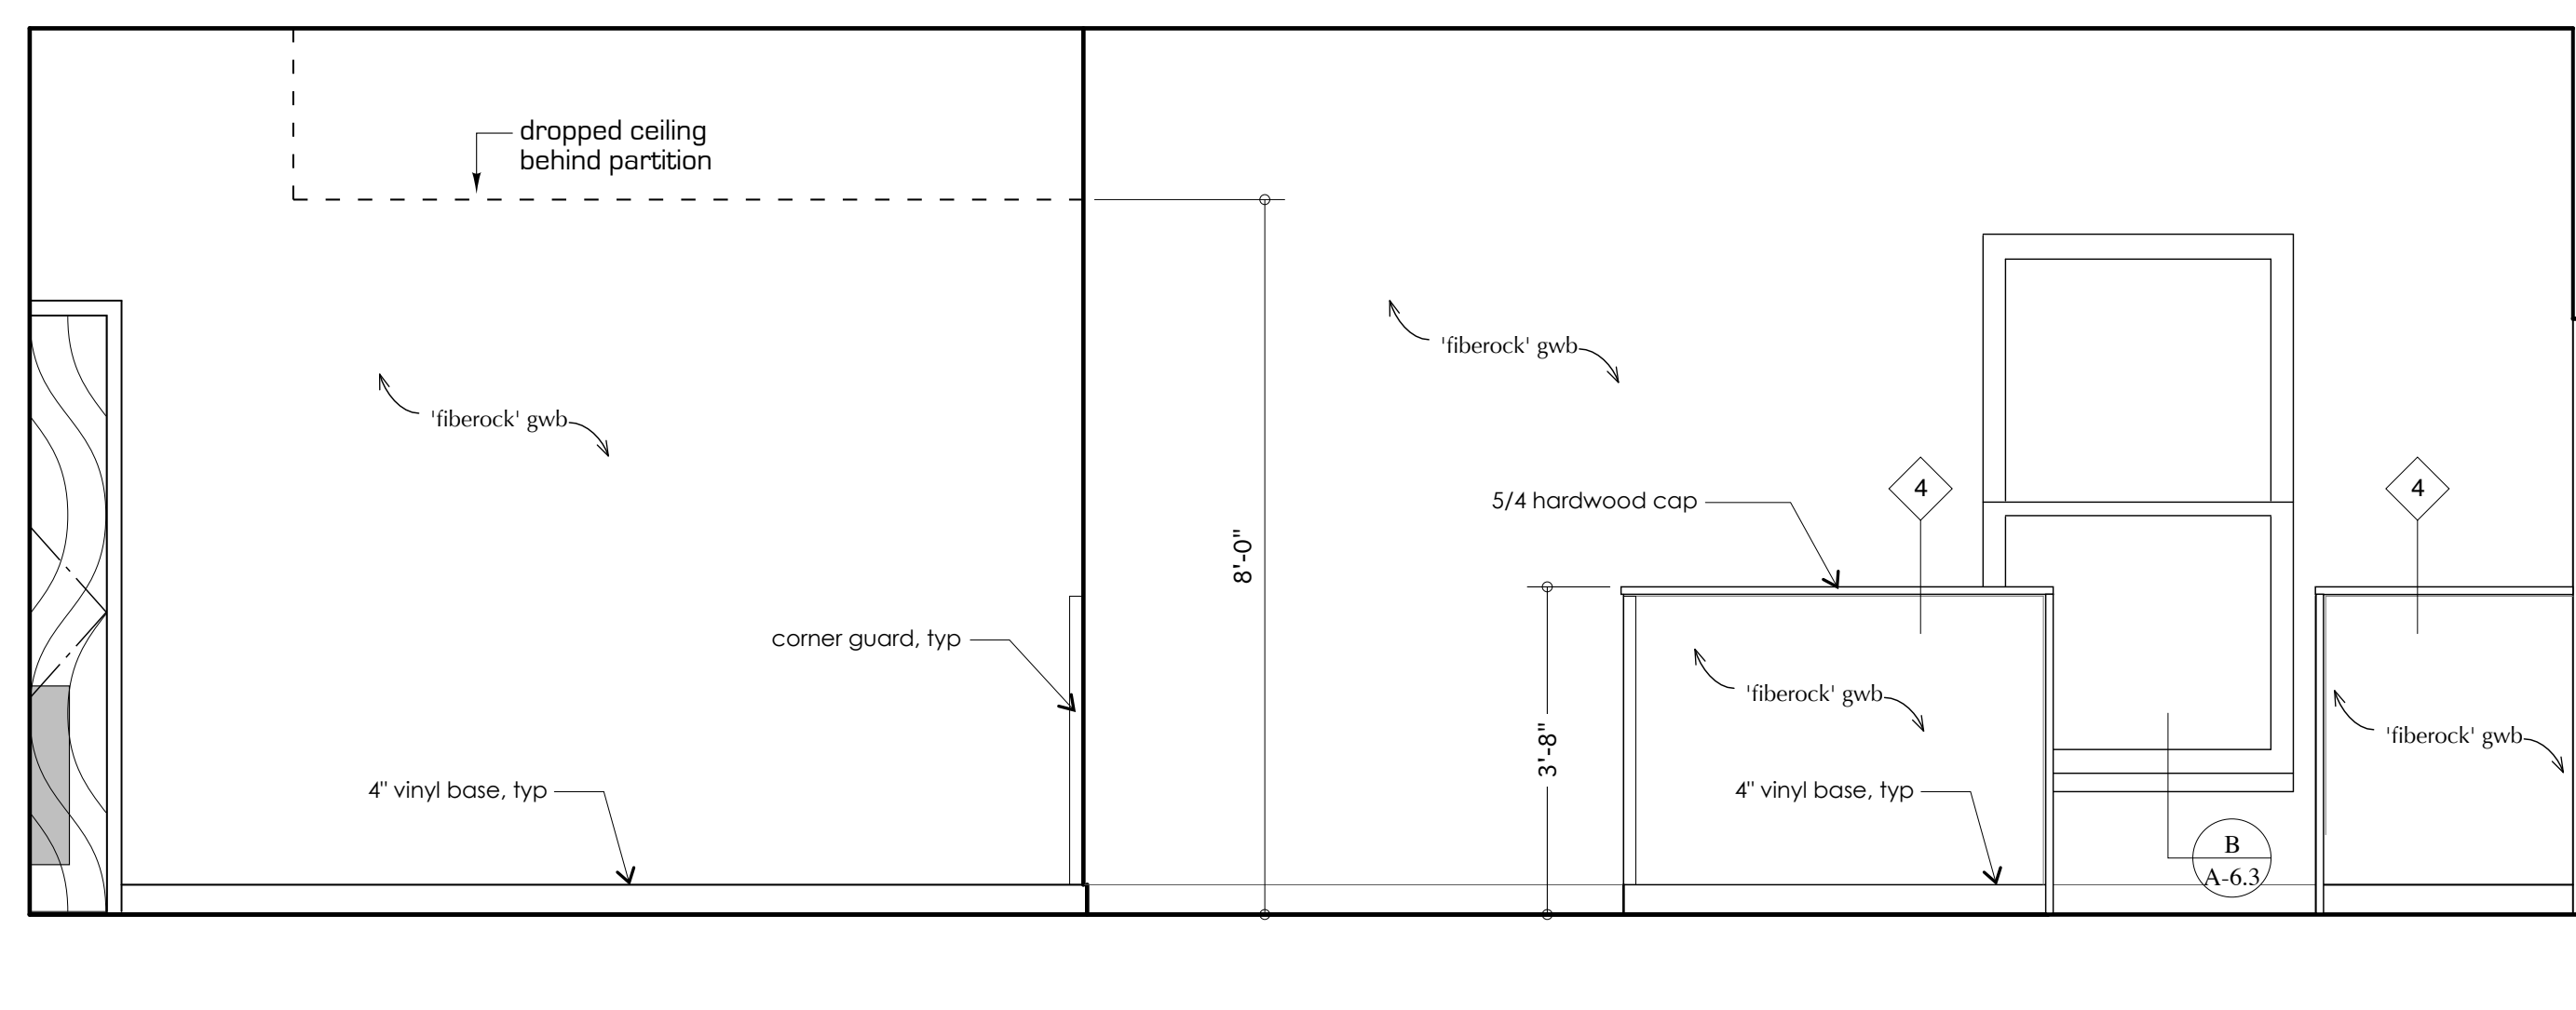 dropped ceiling
behind partition
'fiberock' gwb
'fiberock' gwb
4
4
5/4 hardwood cap
8'-0"
corner guard, typ
'fiberock' gwb
3'-8"
'fiberock' gwb
4" vinyl base, typ
4" vinyl base, typ
B
A-6.3